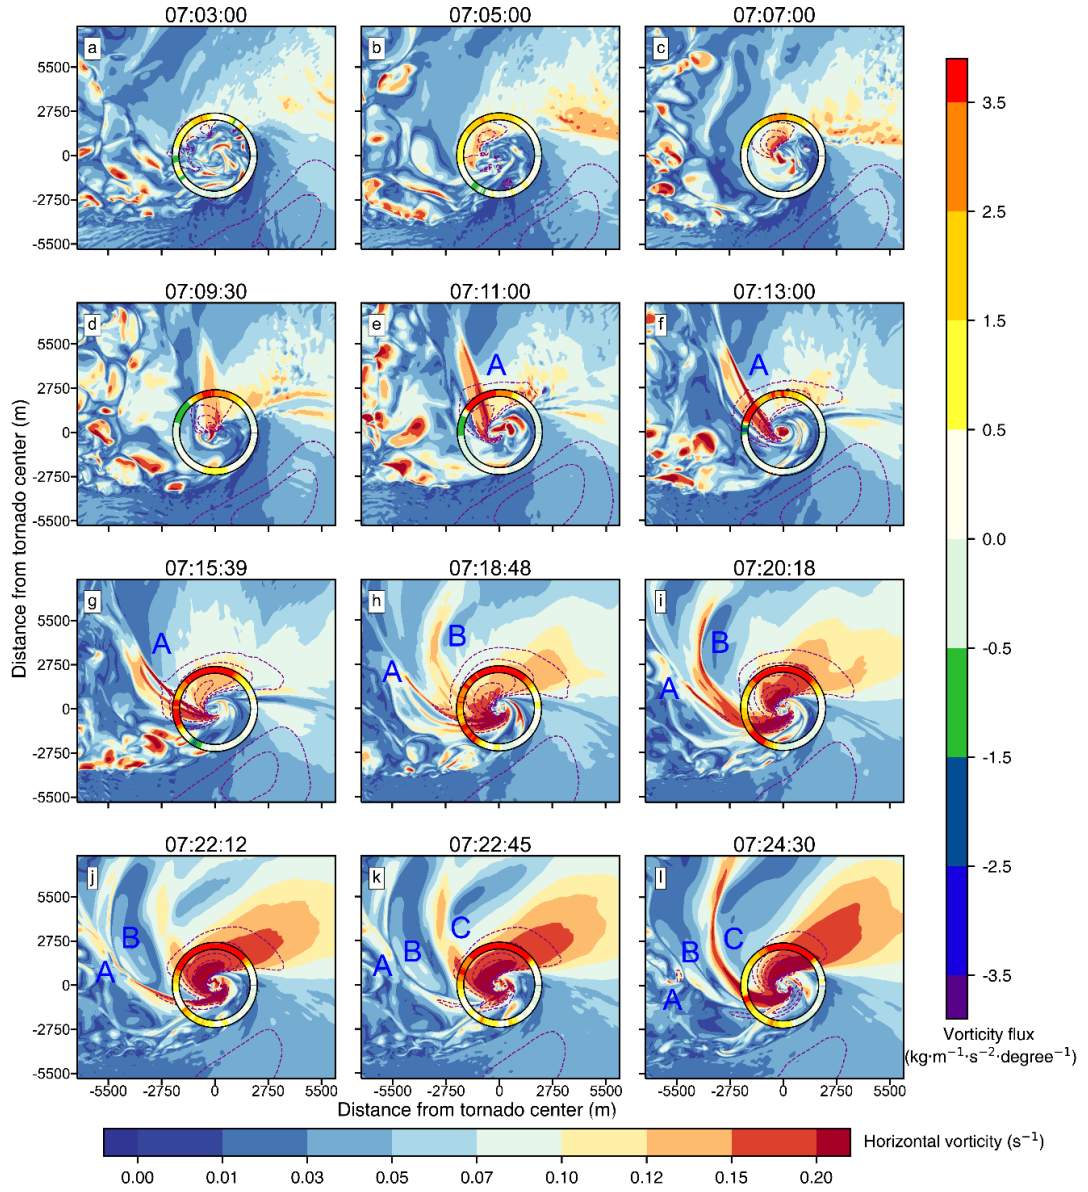 07:03:00 07:05:00 07:07:00
a b c
5500
2750
0
-2750
-5500
3.5
2.5
1.5
0.5
0.0
-0.5
-1.5
-2.5
-3.5
Vorticity flux
(kg·m⁻¹·s⁻²·degree⁻¹)
07:09:30 07:11:00 07:13:00
d e f
A A
5500
2750
0
-2750
-5500
Distance from tornado center (m)
07:15:39 07:18:48 07:20:18
g h i
A A B A B
5500
2750
0
-2750
-5500
07:22:12 07:22:45 07:24:30
j k l
A B A B C A B C
5500
2750
0
-2750
-5500
-5500 -2750 0 2750 5500 -5500 -2750 0 2750 5500 -5500 -2750 0 2750 5500
Distance from tornado center (m)
Horizontal vorticity (s⁻¹)
0.00 0.01 0.03 0.05 0.07 0.10 0.12 0.15 0.20